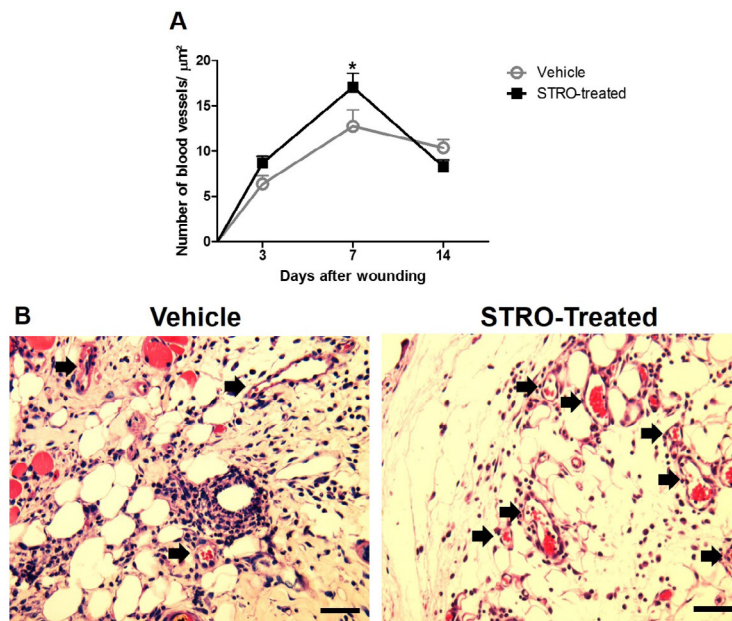 A
Number of blood vessels/ μm²
20
15
10
5
0
*
3
7
14
Days after wounding
Vehicle
STRO-treated
B
Vehicle
STRO-Treated